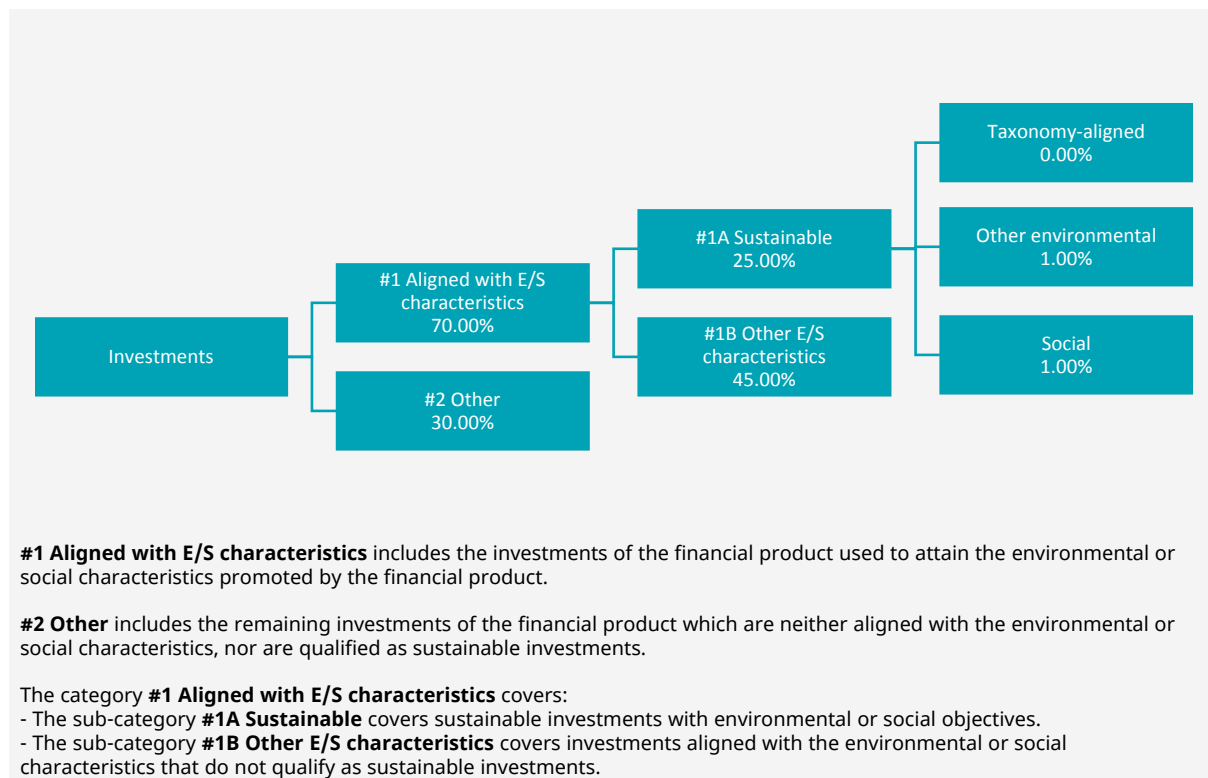 Investments
#1 Aligned with E/S
characteristics
70.00%
#2 Other
30.00%
#1A Sustainable
25.00%
#1B Other E/S
characteristics
45.00%
Taxonomy-aligned
0.00%
Other environmental
1.00%
Social
1.00%
#1 Aligned with E/S characteristics includes the investments of the financial product used to attain the environmental or
social characteristics promoted by the financial product.
#2 Other includes the remaining investments of the financial product which are neither aligned with the environmental or
social characteristics, nor are qualified as sustainable investments.
The category #1 Aligned with E/S characteristics covers:
- The sub-category #1A Sustainable covers sustainable investments with environmental or social objectives.
- The sub-category #1B Other E/S characteristics covers investments aligned with the environmental or social
characteristics that do not qualify as sustainable investments.